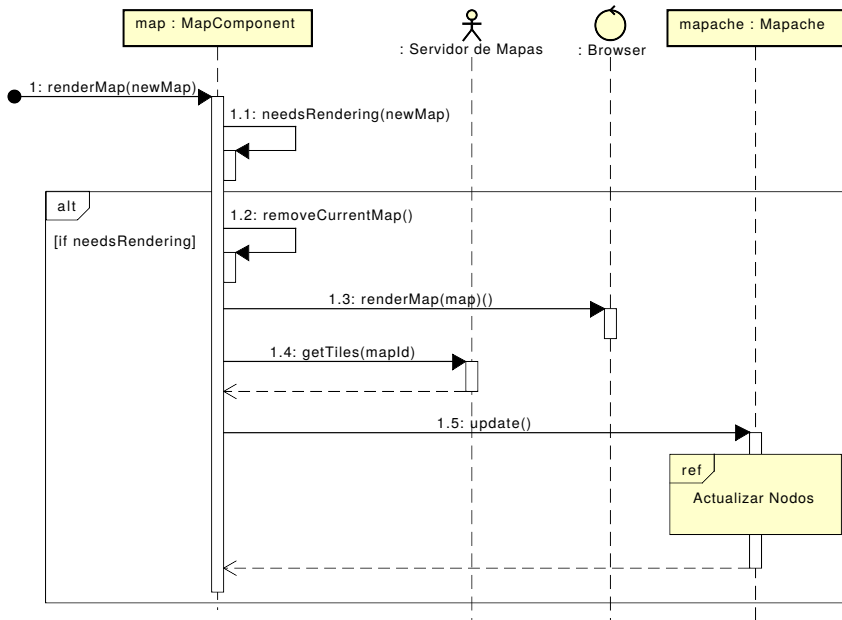 map : MapComponent
: Servidor de Mapas
: Browser
mapache : Mapache
1: renderMap(newMap)
1.1: needsRendering(newMap)
alt
[if needsRendering]
1.2: removeCurrentMap()
1.3: renderMap(map)()
1.4: getTiles(mapId)
1.5: update()
ref
Actualizar Nodos